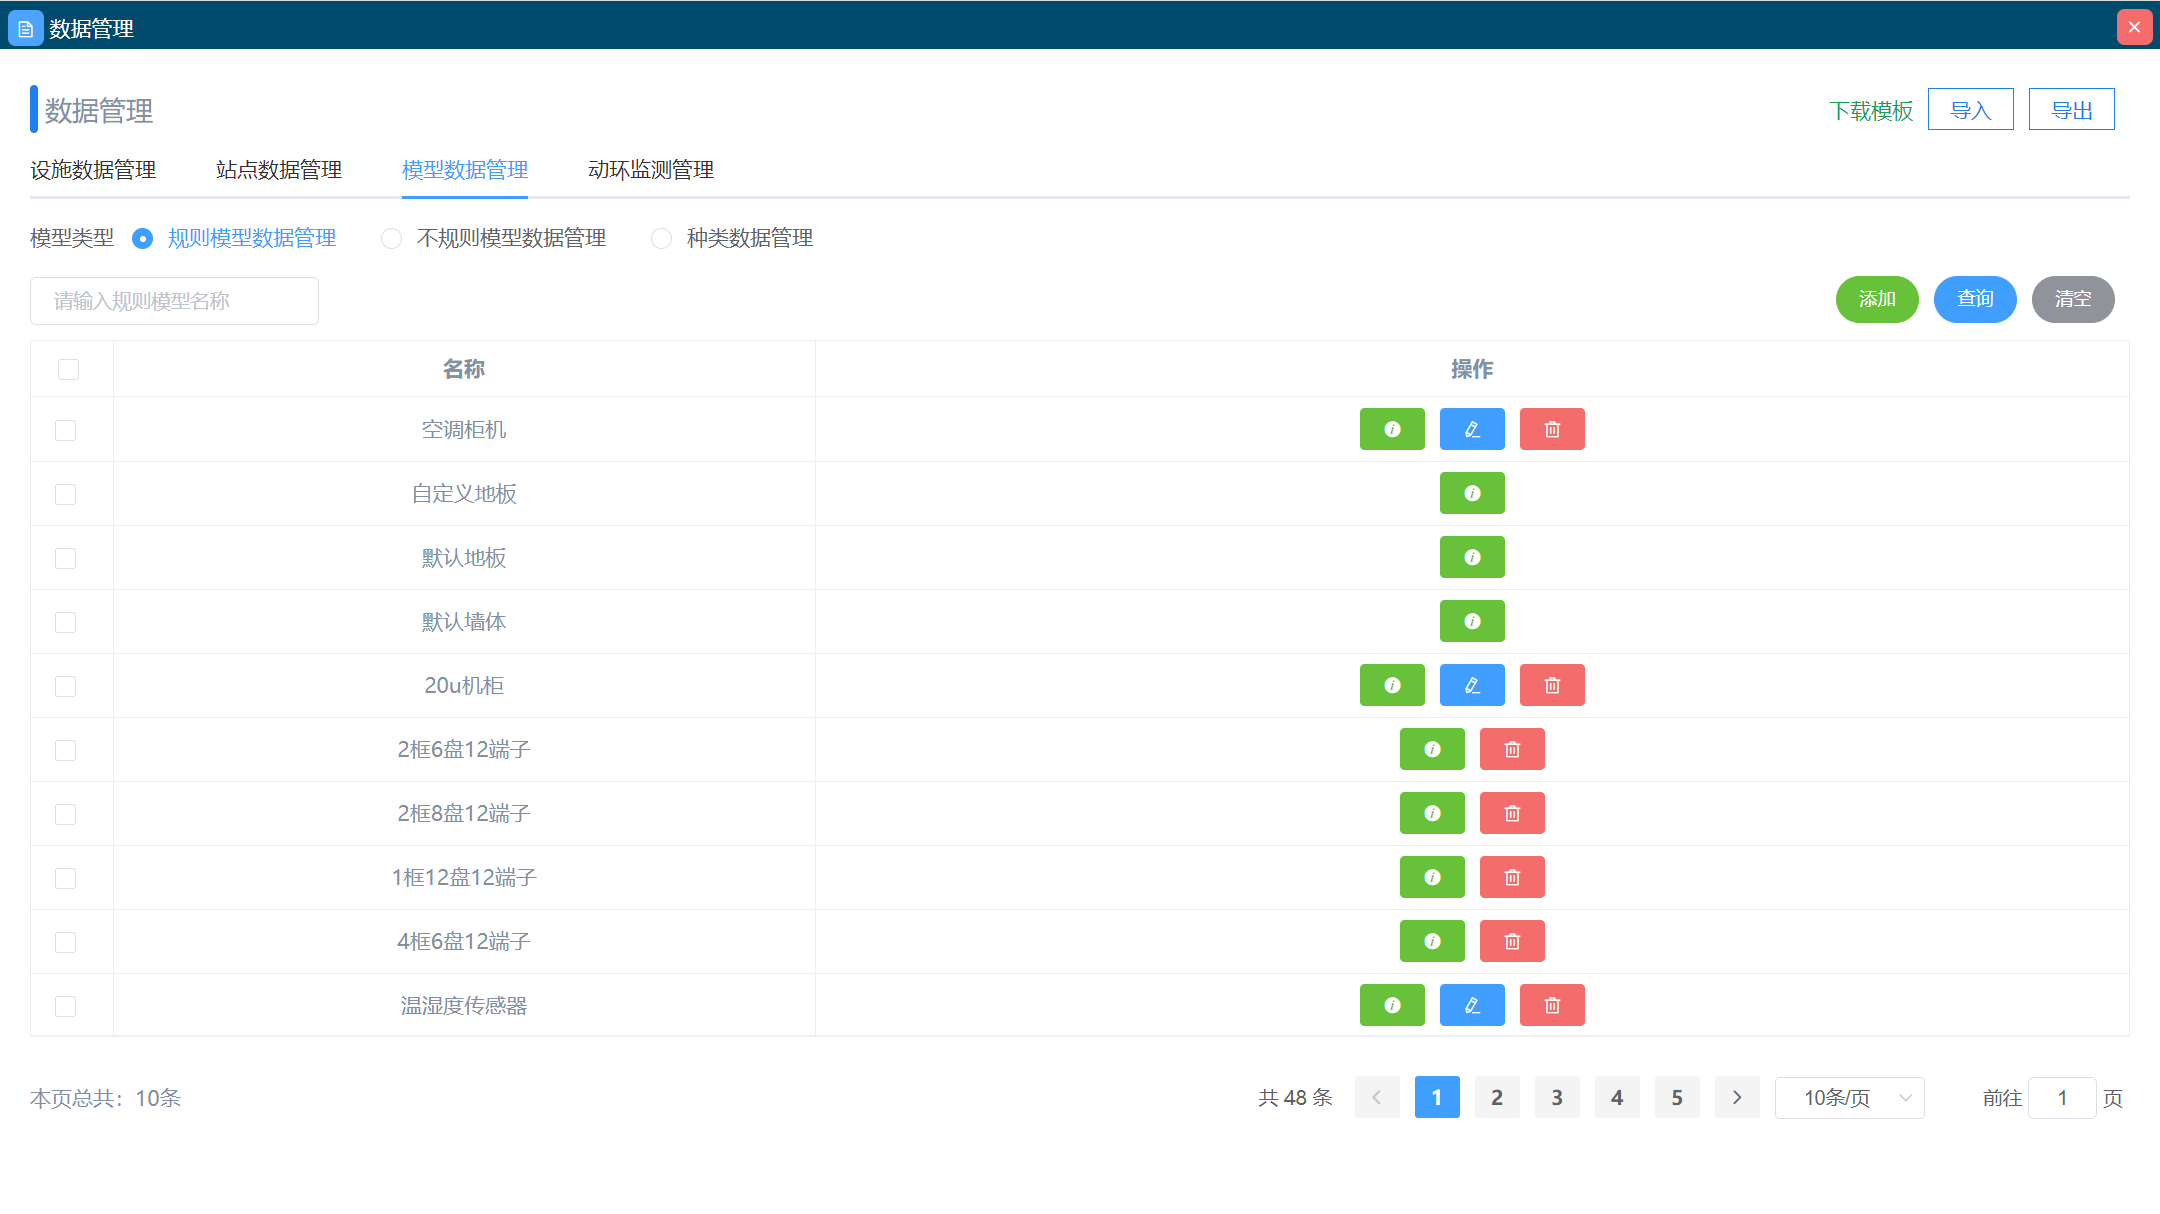 数据管理
数据管理
下载模板 导入 导出
设施数据管理 站点数据管理 模型数据管理 动环监测管理
模型类型 规则模型数据管理 不规则模型数据管理 种类数据管理
请输入规则模型名称 添加 查询 清空
名称 操作
空调柜机
自定义地板
默认地板
默认墙体
20u机柜
2框6盘12端子
2框8盘12端子
1框12盘12端子
4框6盘12端子
温湿度传感器
本页总共：10条 共 48 条 1 2 3 4 5 10条/页 前往 1 页